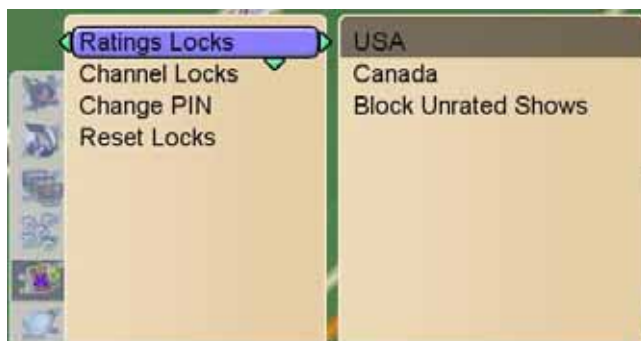 Ratings Locks
Channel Locks
Change PIN
Reset Locks
USA
Canada
Block Unrated Shows